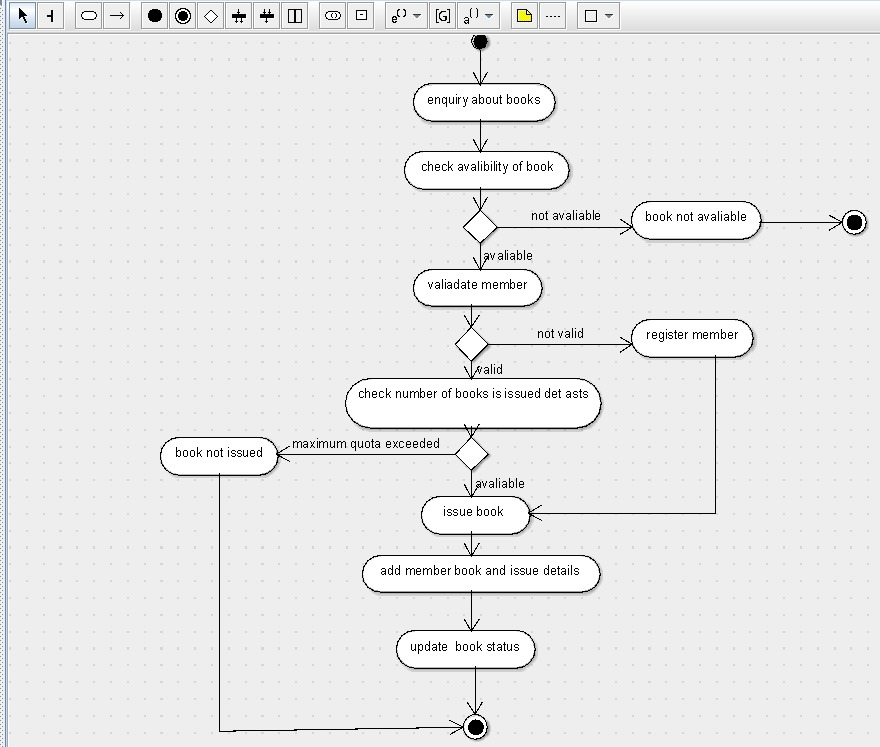 e()
[G]
a()
enquiry about books
check avalibility of book
not avaliable
book not avaliable
avaliable
valiadate member
not valid
register member
valid
check number of books is issued det asts
maximum quota exceeded
book not issued
avaliable
issue book
add member book and issue details
update book status